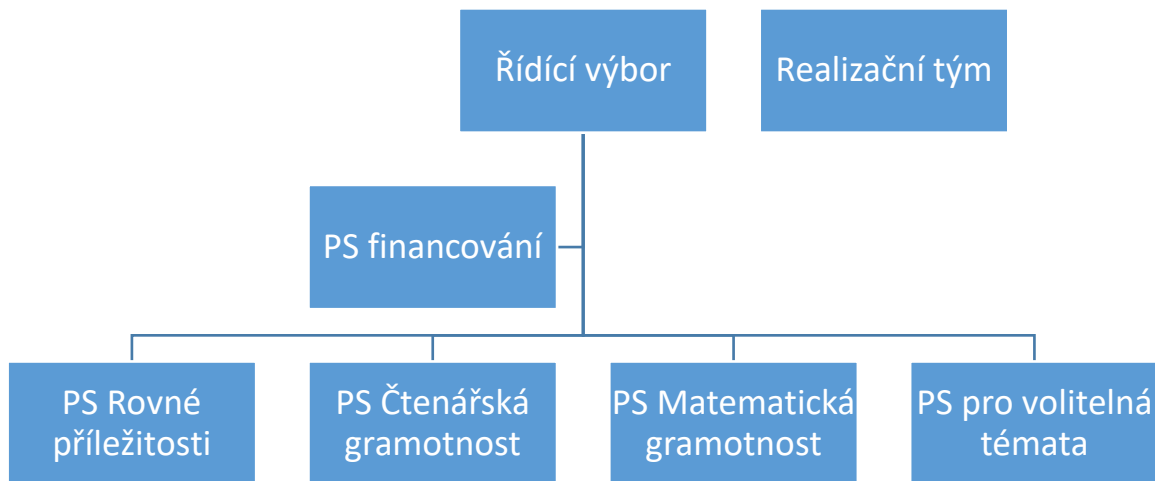 Řídící výbor
Realizační tým
PS financování
PS Rovné
příležitosti
PS Čtenářská
gramotnost
PS Matematická
gramotnost
PS pro volitelná
témata